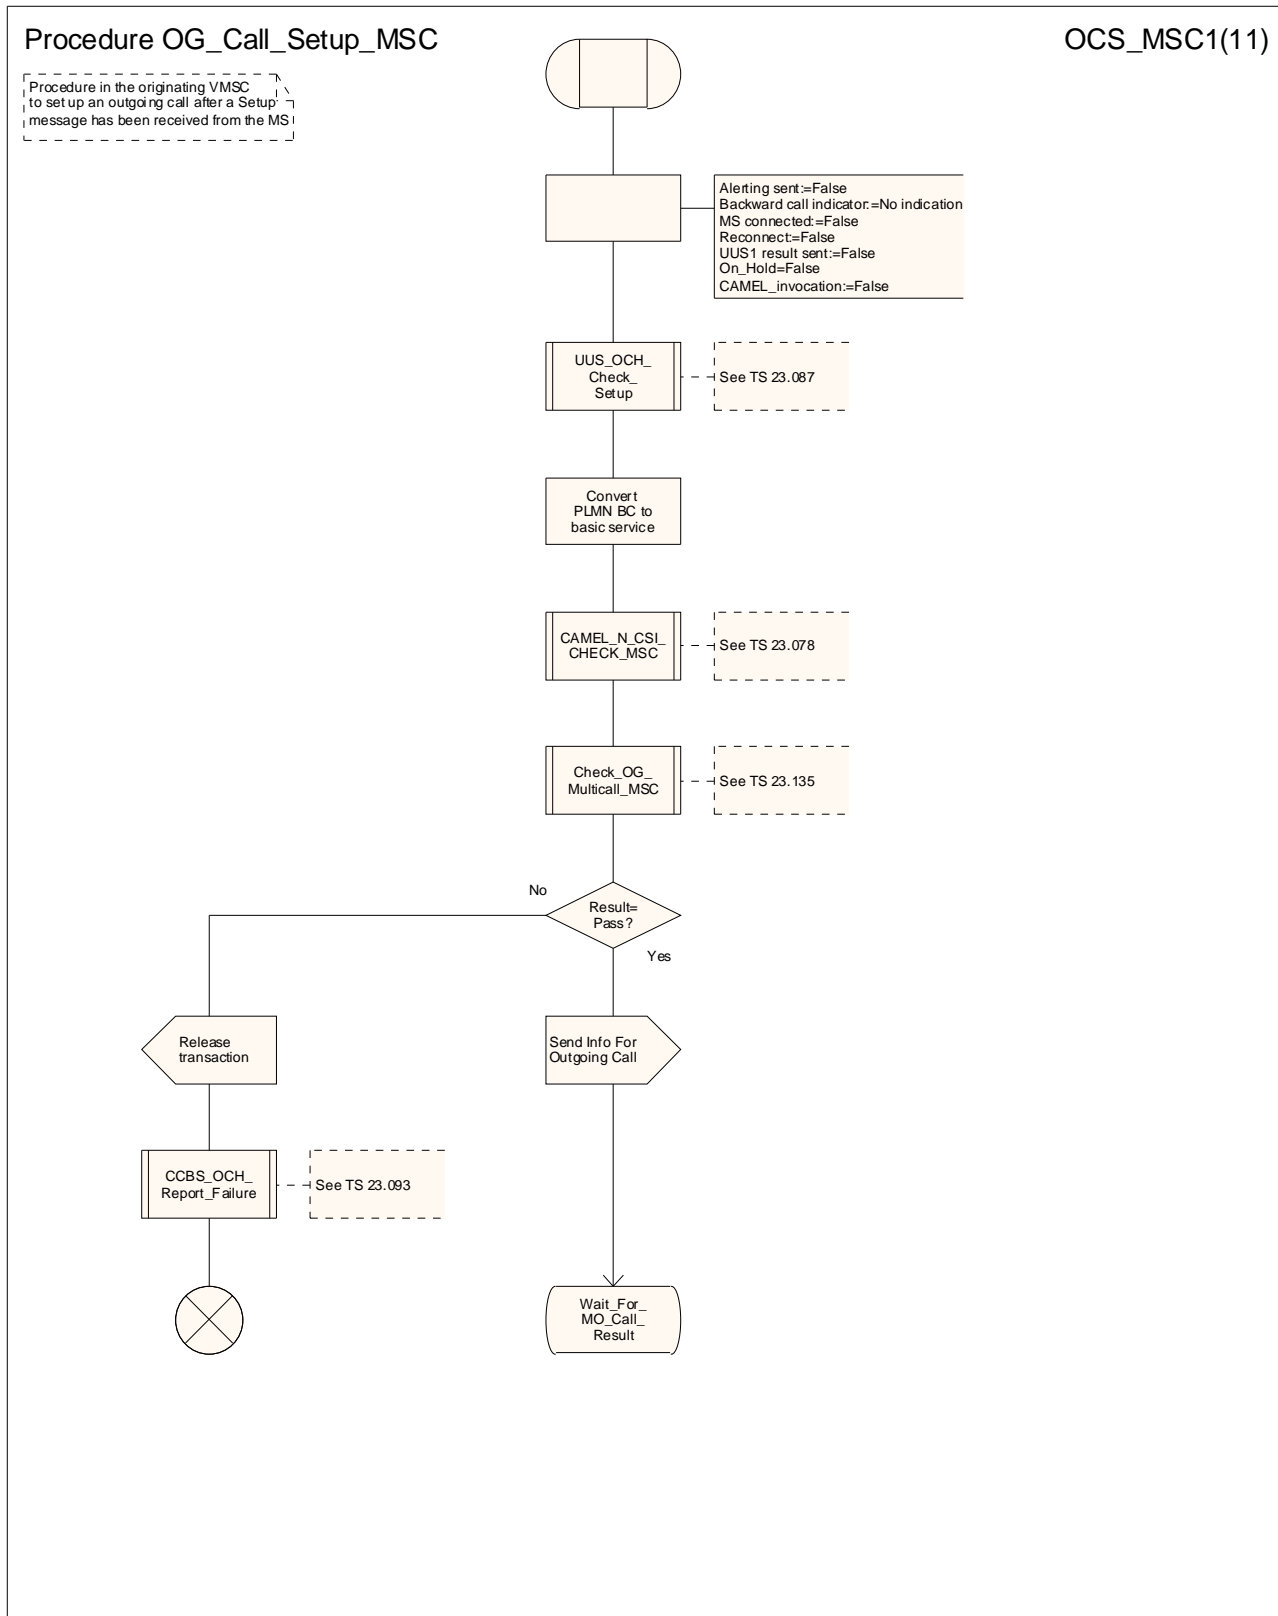 Procedure OG_Call_Setup_MSC
OCS_MSC1(11)
Procedure in the originating VMSC
to set up an outgoing call after a Setup
message has been received from the MS
Alerting sent:=False
Backward call indicator:=No indication
MS connected:=False
Reconnect:=False
UUS1 result sent:=False
On_Hold=False
CAMEL_invocation:=False
UUS_OCH_
Check_
Setup
See TS 23.087
Convert
PLMN BC to
basic service
CAMEL_N_CSI_
CHECK_MSC
See TS 23.078
Check_OG_
Multicall_MSC
See TS 23.135
No
Result=
Pass?
Yes
Release
transaction
Send Info For
Outgoing Call
CCBS_OCH_
Report_Failure
See TS 23.093
Wait_For_
MO_Call_
Result